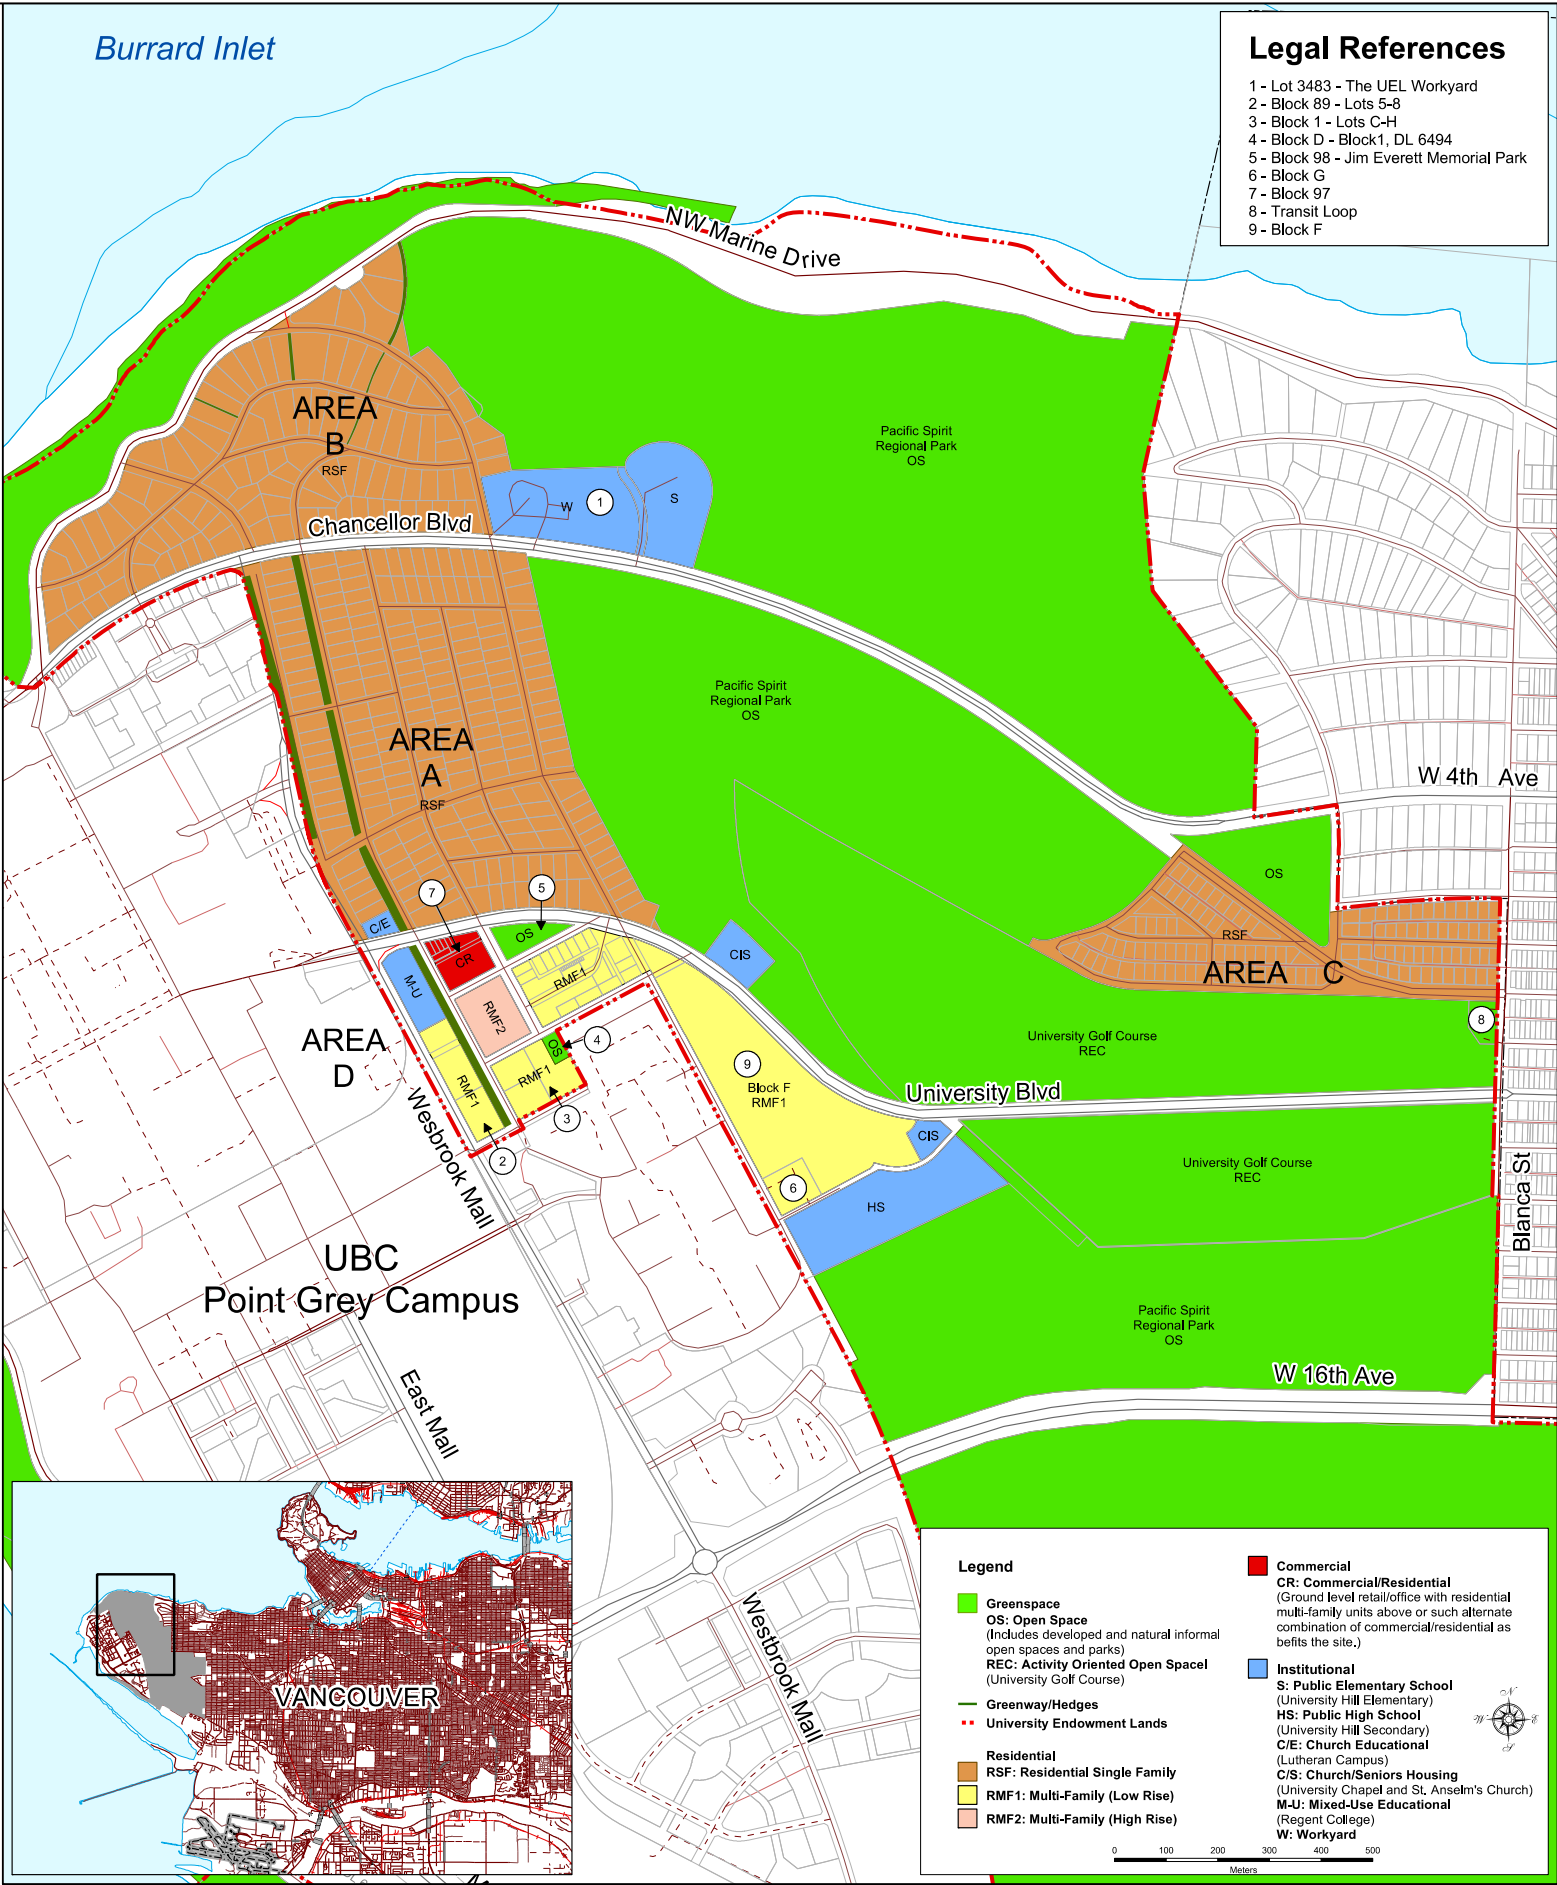 Burrard Inlet
Legal References
1 - Lot 3483 - The UEL Workyard
2 - Block 89 - Lots 5-8
3 - Block 1 - Lots C-H
4 - Block D - Block1, DL 6494
5 - Block 98 - Jim Everett Memorial Park
6 - Block G
7 - Block 97
8 - Transit Loop
9 - Block F
NW Marine Drive
AREA
B
RSF
Pacific Spirit
Regional Park
OS
W
1
S
Chancellor Blvd
Pacific Spirit
Regional Park
OS
AREA
A
RSF
W 4th Ave
OS
7
5
C/E
OS
CR
CIS
RSF
AREA C
M-U
RMF1
RMF2
8
AREA
D
OS
4
University Golf Course
REC
RMF1
RMF1
9
Block F
RMF1
University Blvd
3
2
CIS
Wesbrook Mall
University Golf Course
REC
6
HS
Blanca St
UBC
Point Grey Campus
Pacific Spirit
Regional Park
OS
W 16th Ave
East Mall
Westbrook Mall
VANCOUVER
Legend
Greenspace
OS: Open Space
(Includes developed and natural informal
open spaces and parks)
REC: Activity Oriented Open Spacel
(University Golf Course)
Greenway/Hedges
University Endowment Lands
Residential
RSF: Residential Single Family
RMF1: Multi-Family (Low Rise)
RMF2: Multi-Family (High Rise)
Commercial
CR: Commercial/Residential
(Ground level retail/office with residential
multi-family units above or such alternate
combination of commercial/residential as
befits the site.)
Institutional
S: Public Elementary School
(University Hill Elementary)
HS: Public High School
(University Hill Secondary)
C/E: Church Educational
(Lutheran Campus)
C/S: Church/Seniors Housing
(University Chapel and St. Anselm's Church)
M-U: Mixed-Use Educational
(Regent College)
W: Workyard
N
W
E
S
0 100 200 300 400 500
Meters